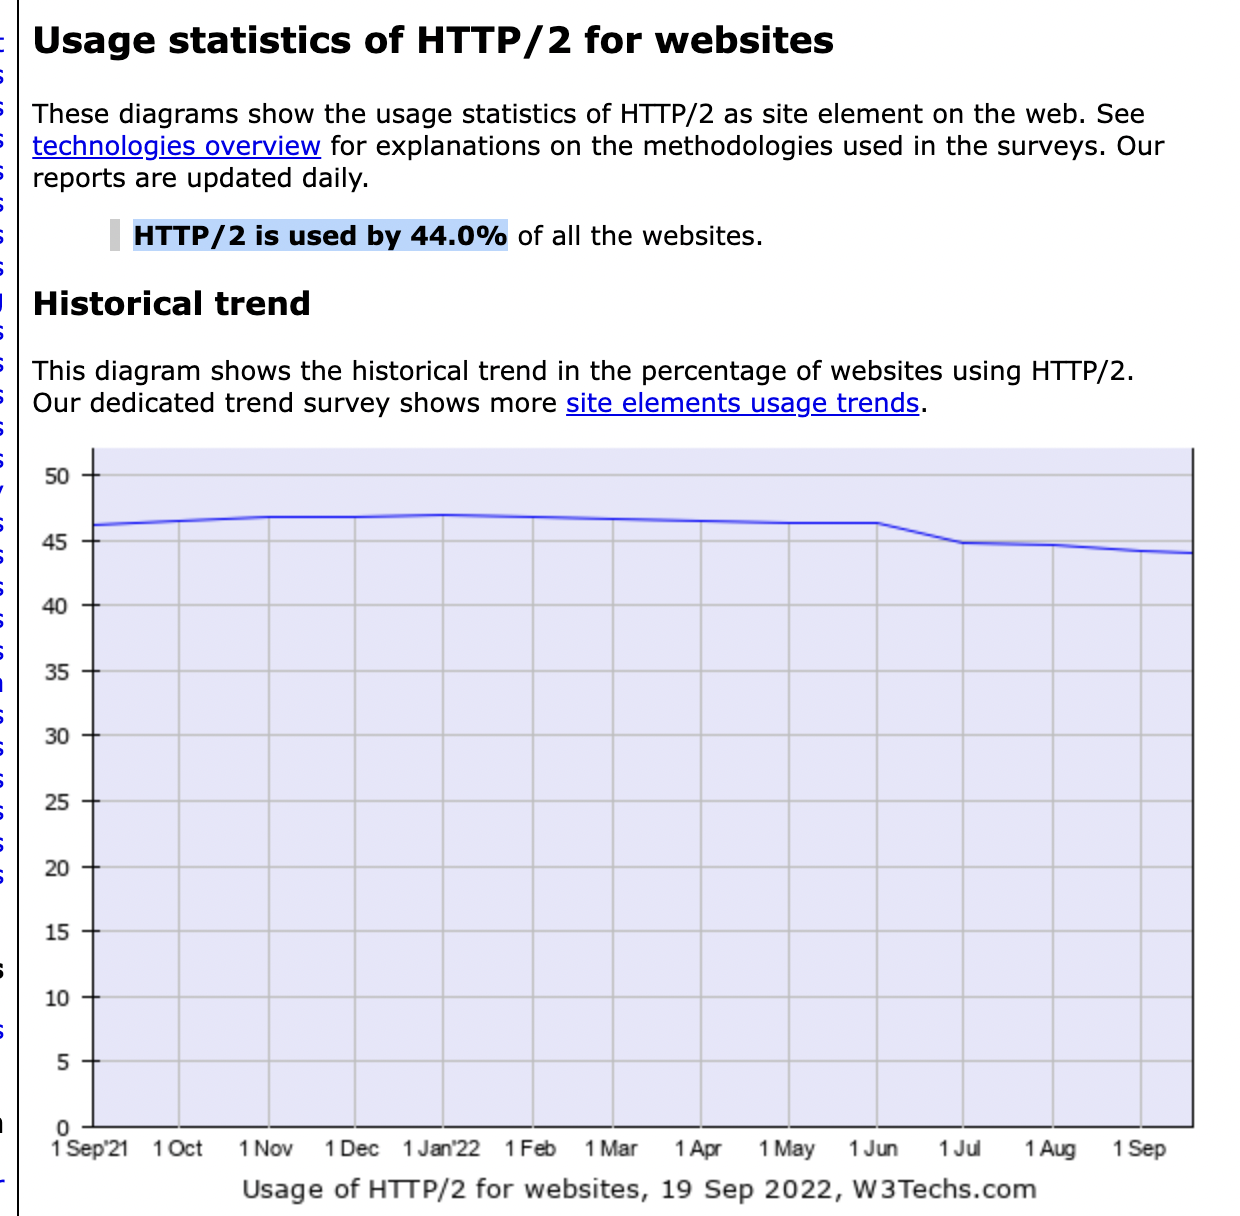 Usage statistics of HTTP/2 for websites
These diagrams show the usage statistics of HTTP/2 as site element on the web. See
technologies overview for explanations on the methodologies used in the surveys. Our
reports are updated daily.
HTTP/2 is used by 44.0% of all the websites.
Historical trend
This diagram shows the historical trend in the percentage of websites using HTTP/2.
Our dedicated trend survey shows more site elements usage trends.
50
45
40
35
30
25
20
15
10
5
0
1 Sep'21 1 Oct 1 Nov 1 Dec 1 Jan'22 1 Feb 1 Mar 1 Apr 1 May 1 Jun 1 Jul 1 Aug 1 Sep
Usage of HTTP/2 for websites, 19 Sep 2022, W3Techs.com